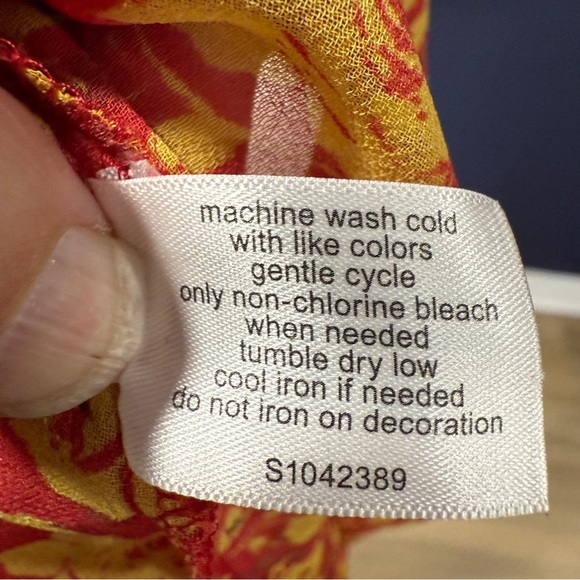 machine wash cold
with like colors
gentle cycle
only non-chlorine bleach
when needed
tumble dry low
cool iron if needed
do not iron on decoration
S1042389